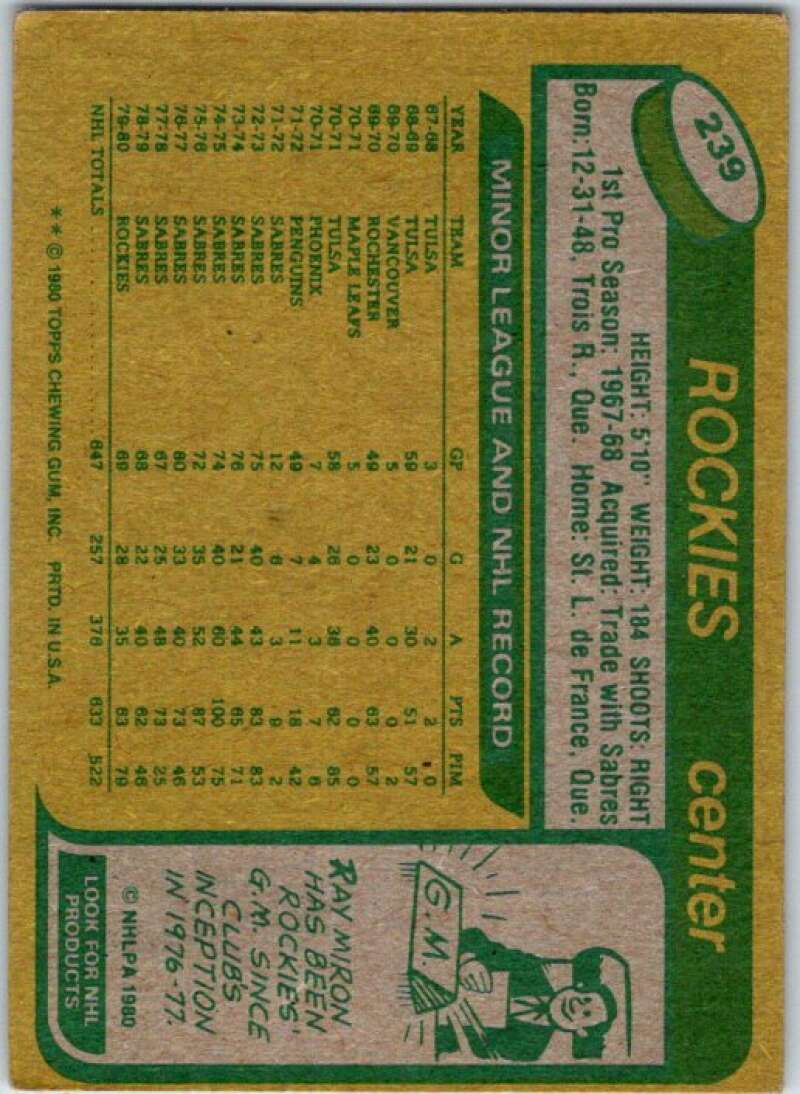 239
ROCKIES center
HEIGHT: 5'10" WEIGHT: 184 SHOOTS: RIGHT
1st Pro Season: 1967-68 Acquired: Trade with Sabres
Born: 12-31-48, Trois R., Que. Home: St. L. de France, Que.
MINOR LEAGUE AND NHL RECORD
YEAR TEAM GP G A PTS PIM
67-68 TULSA 3 0 2 2 0
68-69 TULSA 59 21 30 51 57
69-70 VANCOUVER 5 0 0 0 2
69-70 ROCHESTER 49 23 40 63 57
70-71 MAPLE LEAFS 5 0 0 0 0
70-71 TULSA 58 26 36 62 85
70-71 PHOENIX 7 4 3 7 6
71-72 PENGUINS 49 7 11 18 42
71-72 SABRES 12 6 3 9 2
72-73 SABRES 75 40 43 83 83
73-74 SABRES 76 21 44 65 71
74-75 SABRES 74 40 60 100 75
75-76 SABRES 72 35 52 87 53
76-77 SABRES 80 33 40 73 46
77-78 SABRES 67 25 48 73 25
78-79 SABRES 68 22 40 62 46
79-80 ROCKIES 69 28 35 63 79
NHL TOTALS 647 257 376 633 522
** © 1980 TOPPS CHEWING GUM, INC. PRTD. IN U.S.A.
G.M.
RAY MIRON
HAS BEEN
ROCKIES'
G.M. SINCE
CLUB'S
INCEPTION
IN 1976-77.
© NHLPA 1980
LOOK FOR NHL
PRODUCTS